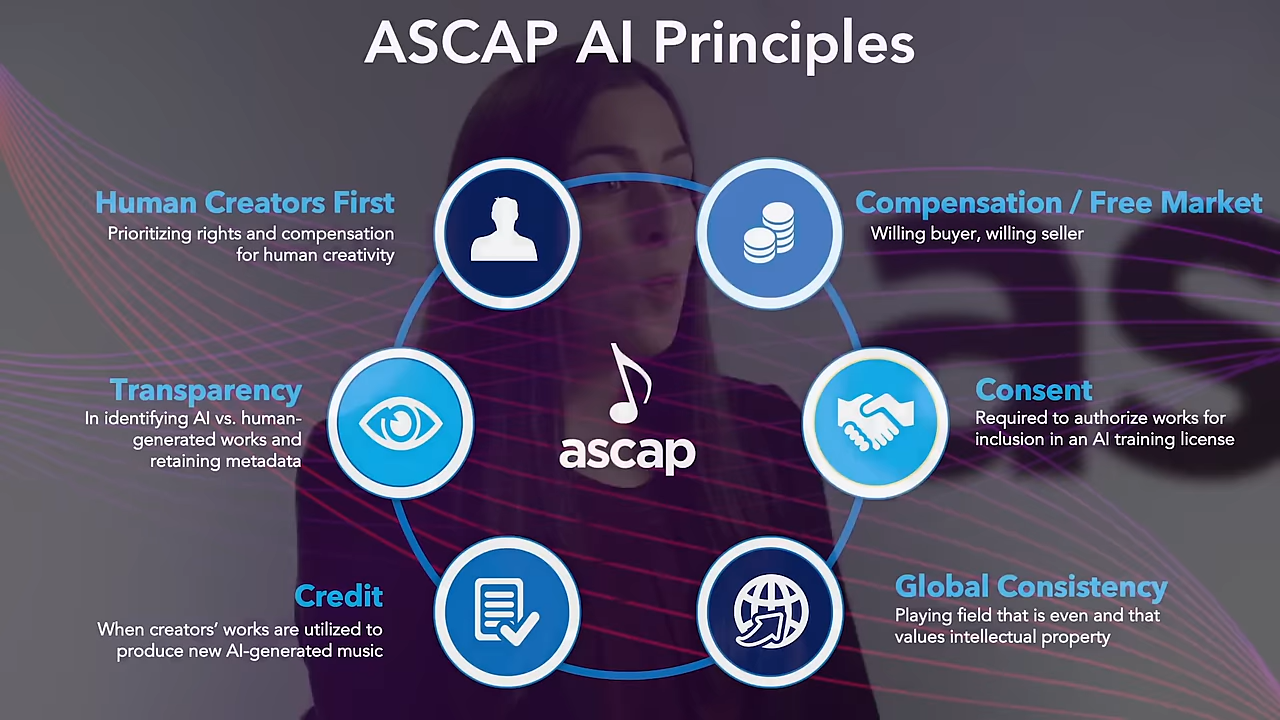 ASCAP AI Principles
Human Creators First
Prioritizing rights and compensation
for human creativity
Compensation / Free Market
Willing buyer, willing seller
Transparency
In identifying AI vs. human-
generated works and
retaining metadata
ascap
Consent
Required to authorize works for
inclusion in an AI training license
Credit
When creators' works are utilized to
produce new AI-generated music
Global Consistency
Playing field that is even and that
values intellectual property
as